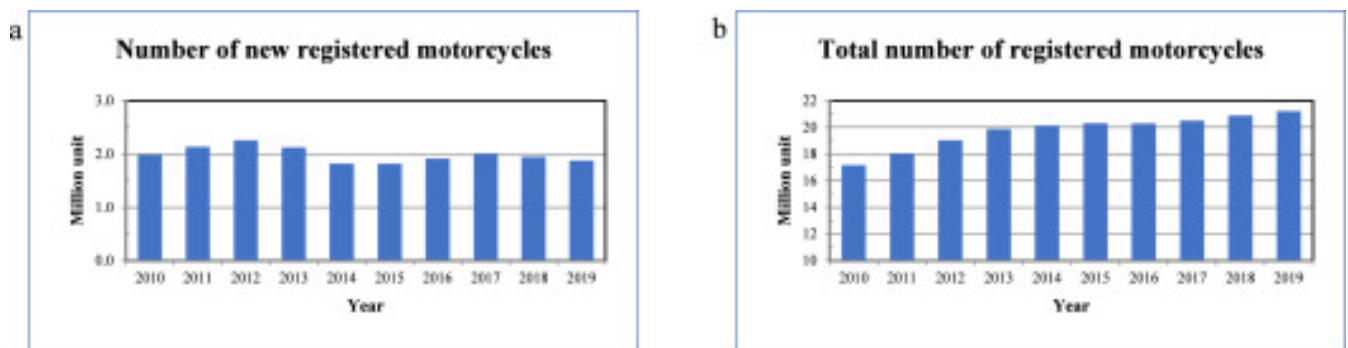 a
Number of new registered motorcycles
Million unit
3.0
2.0
1.0
0.0
2010 2011 2012 2013 2014 2015 2016 2017 2018 2019
Year
b
Total number of registered motorcycles
Million unit
22
20
18
16
14
12
10
2010 2011 2012 2013 2014 2015 2016 2017 2018 2019
Year